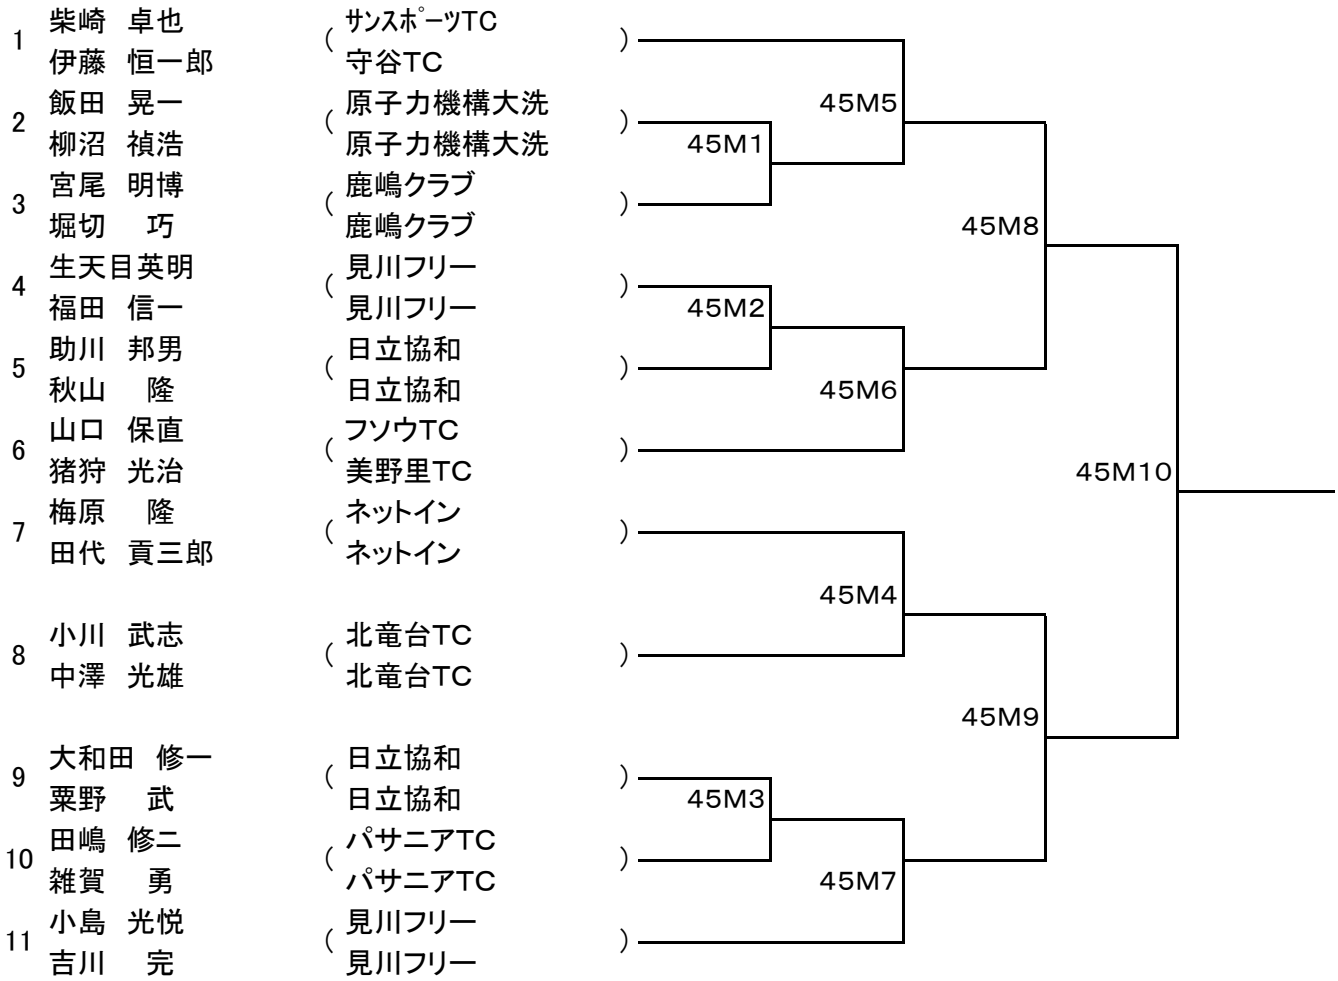 柴崎 卓也 サンスポーツTC
1 ( )
伊藤 恒一郎 守谷TC
飯田 晃一 原子力機構大洗 45M5
2 ( )
柳沼 禎浩 原子力機構大洗 45M1
宮尾 明博 鹿嶋クラブ
3 ( )
堀切 巧 鹿嶋クラブ 45M8
生天目英明 見川フリー
4 ( )
福田 信一 見川フリー 45M2
助川 邦男 日立協和
5 ( )
秋山 隆 日立協和 45M6
山口 保直 フソウTC
6 ( )
猪狩 光治 美野里TC 45M10
梅原 隆 ネットイン
7 ( )
田代 貢三郎 ネットイン
45M4
小川 武志 北竜台TC
8 ( )
中澤 光雄 北竜台TC
45M9
大和田 修一 日立協和
9 ( )
粟野 武 日立協和 45M3
田嶋 修二 パサニアTC
10 ( )
雑賀 勇 パサニアTC 45M7
小島 光悦 見川フリー
11 ( )
吉川 完 見川フリー